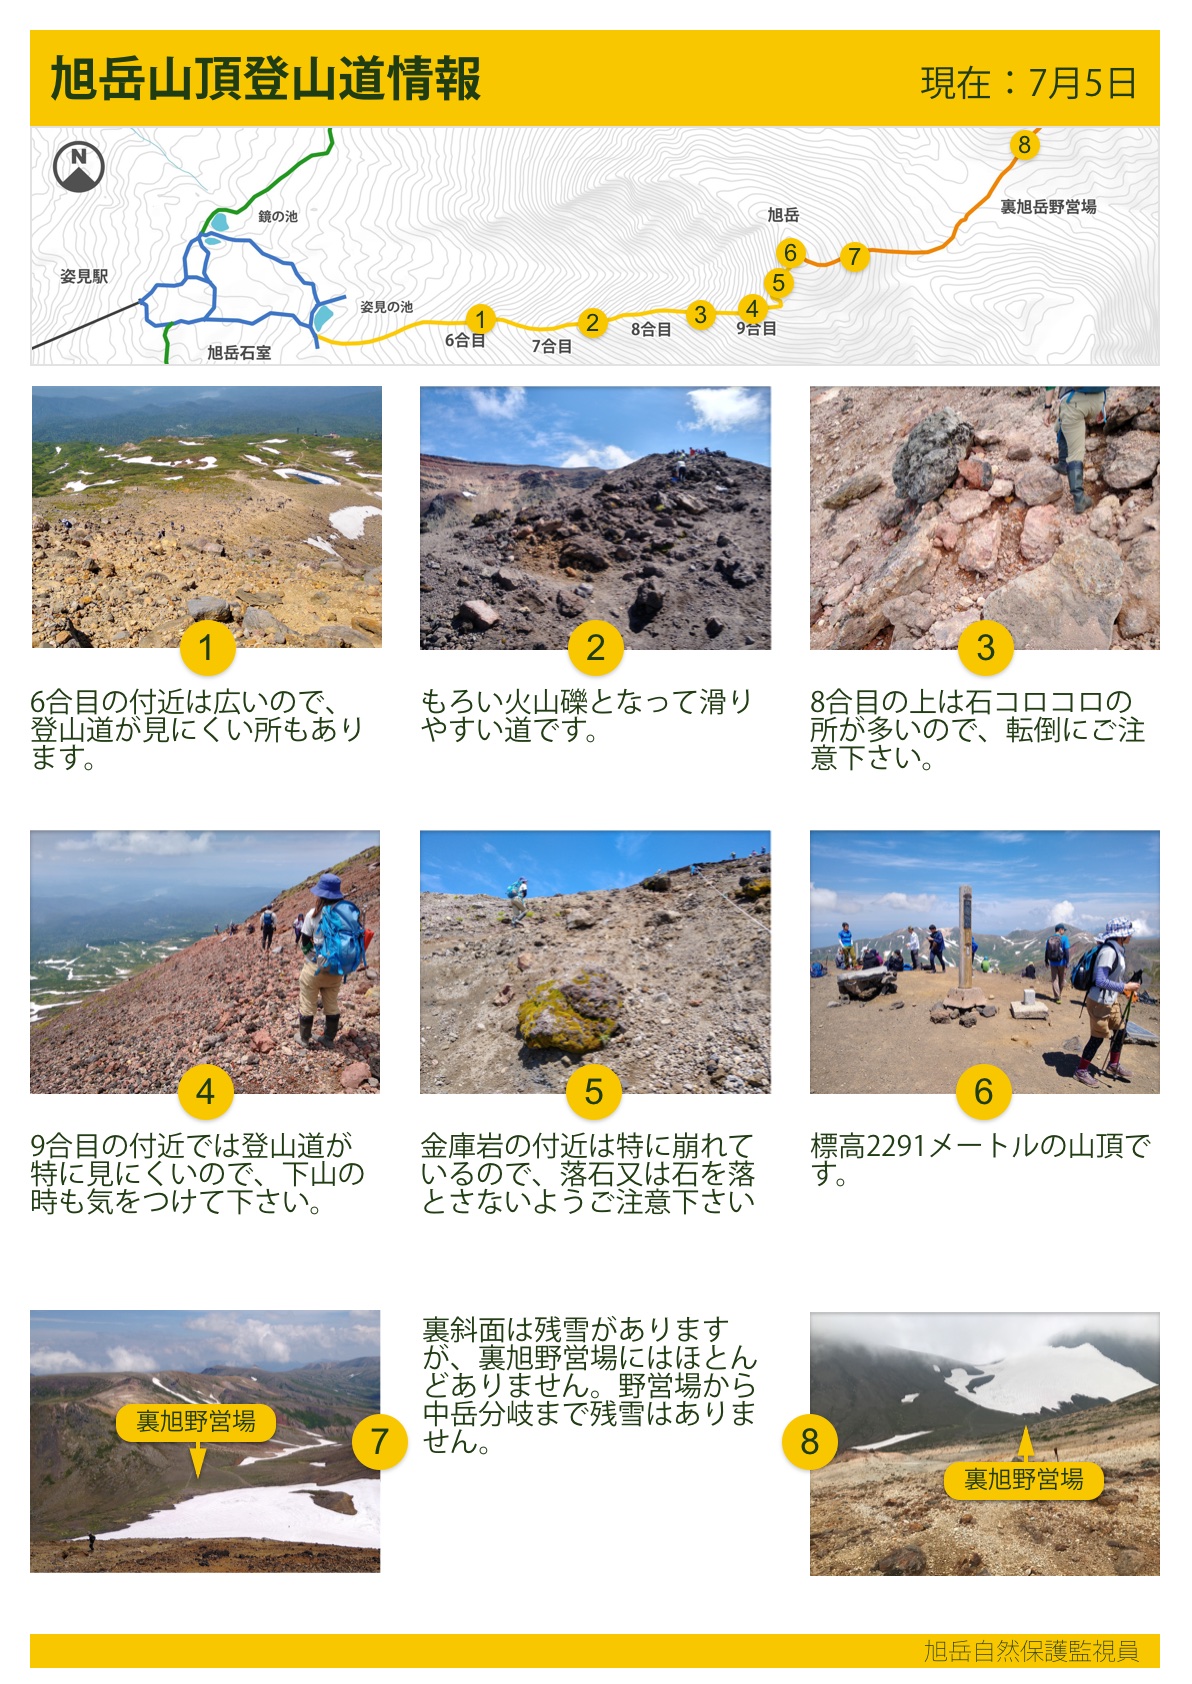 旭岳山頂登山道情報
現在：7月5日
N
8
鏡の池
旭岳
裏旭岳野営場
6
7
姿見駅
5
姿見の池
1
2
3
4
6合目
7合目
8合目
9合目
旭岳石室
1
6合目の付近は広いので、
登山道が見にくい所もあり
ます。
2
もろい火山礫となって滑り
やすい道です。
3
8合目の上は石コロコロの
所が多いので、転倒にご注
意下さい。
4
9合目の付近では登山道が
特に見にくいので、下山の
時も気をつけて下さい。
5
金庫岩の付近は特に崩れて
いるので、落石又は石を落
とさないようご注意下さい
6
標高2291メートルの山頂で
す。
裏旭野営場
7
裏斜面は残雪があります
が、裏旭野営場にはほとん
どありません。野営場から
中岳分岐まで残雪はありま
せん。
8
裏旭野営場
旭岳自然保護監視員